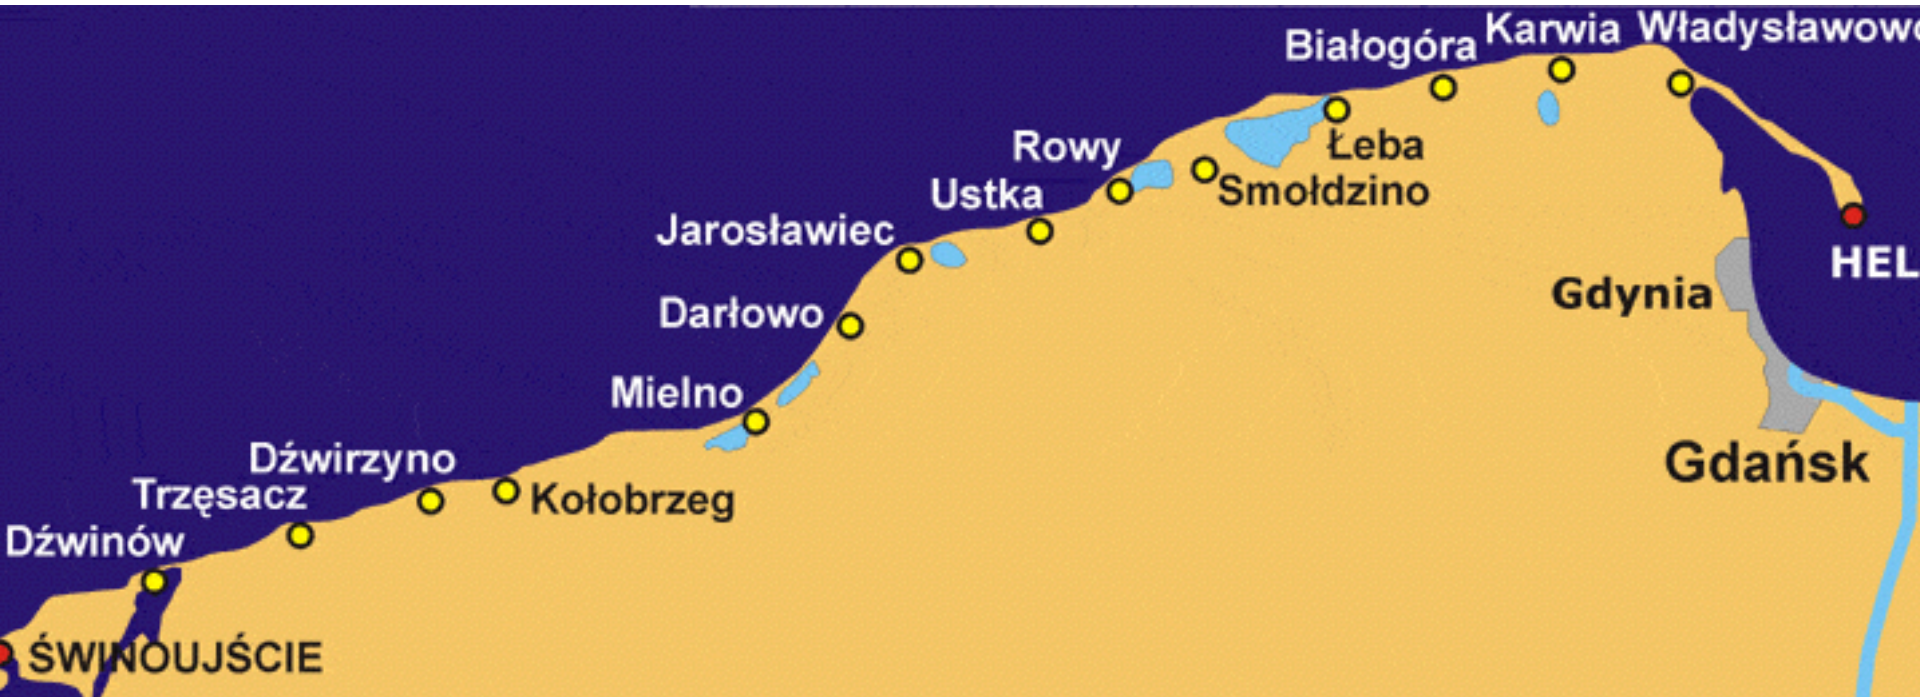 Białogóra
Karwia
Władysławowo
Rowy
Łeba
Ustka
Smołdzino
Jarosławiec
HEL
Gdynia
Darłowo
Mielno
Dźwirzyno
Gdańsk
Trzęsacz
Kołobrzeg
Dźwinów
ŚWINOUJŚCIE